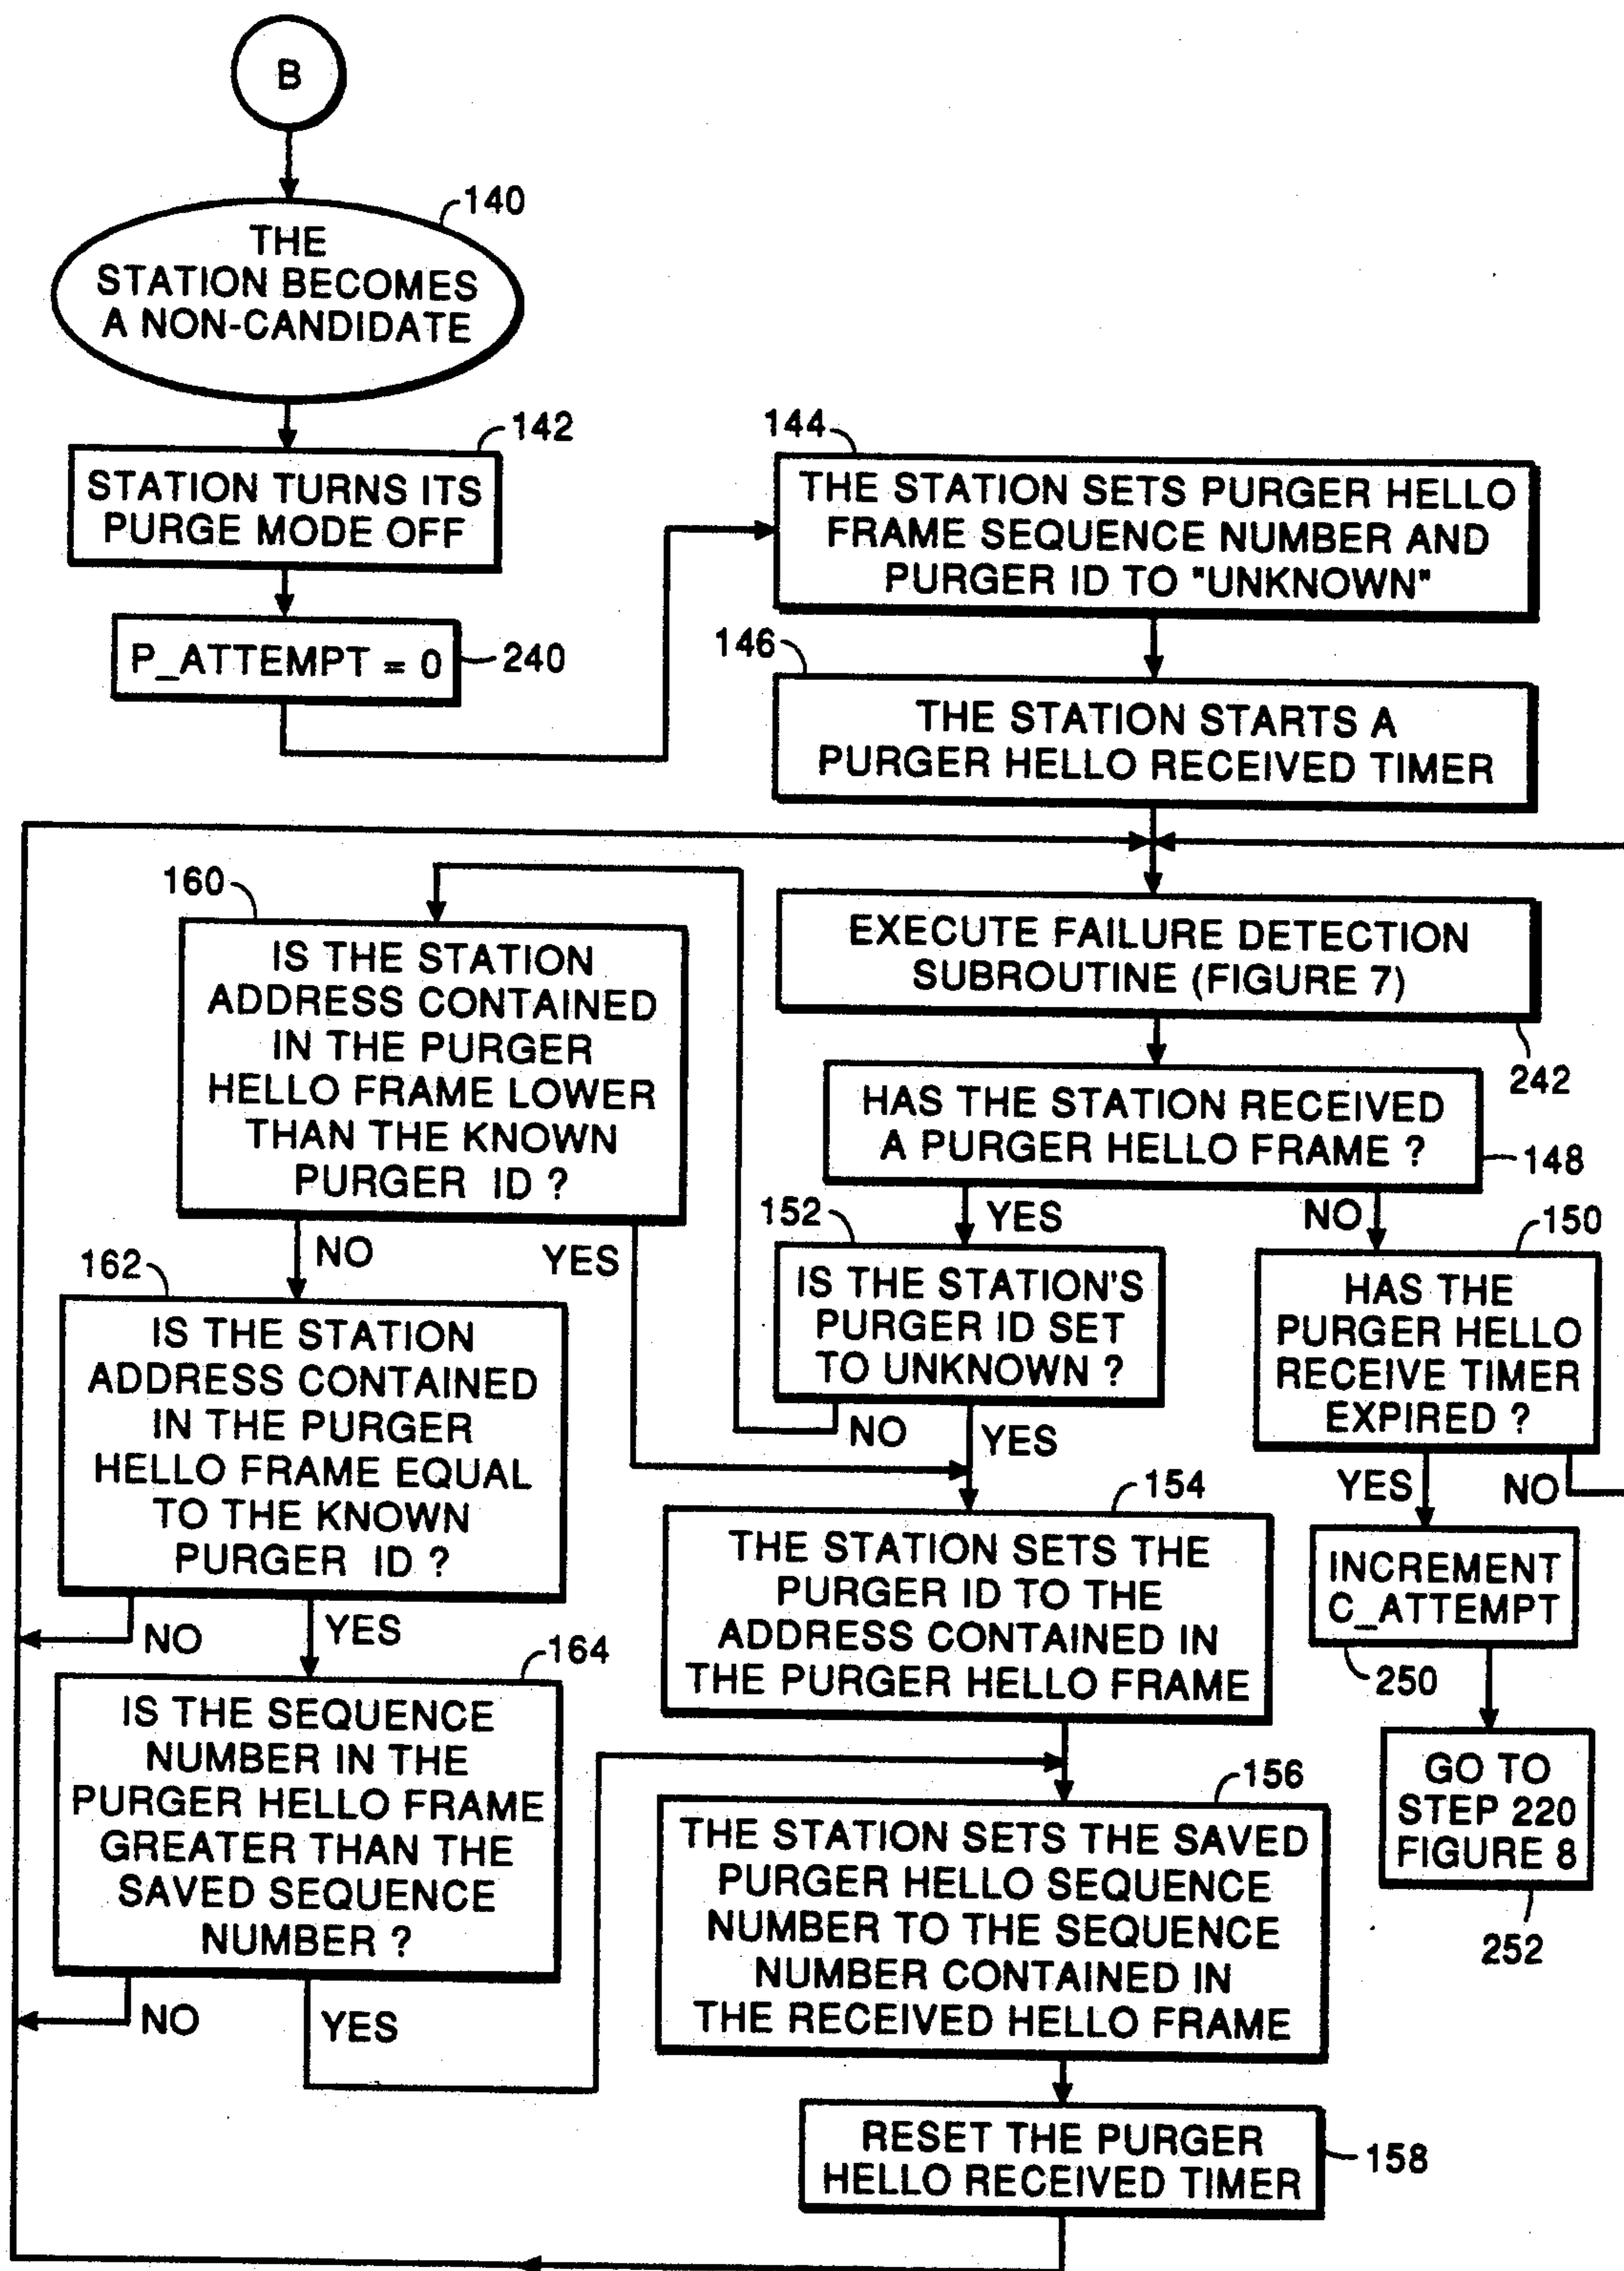 B
140
THE
STATION BECOMES
A NON-CANDIDATE
142
STATION TURNS ITS
PURGE MODE OFF
P_ATTEMPT = 0
240
144
THE STATION SETS PURGER HELLO
FRAME SEQUENCE NUMBER AND
PURGER ID TO "UNKNOWN"
146
THE STATION STARTS A
PURGER HELLO RECEIVED TIMER
EXECUTE FAILURE DETECTION
SUBROUTINE (FIGURE 7)
242
HAS THE STATION RECEIVED
A PURGER HELLO FRAME ?
148
YES
NO
150
HAS THE
PURGER HELLO
RECEIVE TIMER
EXPIRED ?
YES
NO
INCREMENT
C_ATTEMPT
250
GO TO
STEP 220
FIGURE 8
252
152
IS THE STATION'S
PURGER ID SET
TO UNKNOWN ?
NO
YES
160
IS THE STATION
ADDRESS CONTAINED
IN THE PURGER
HELLO FRAME LOWER
THAN THE KNOWN
PURGER ID ?
NO
YES
162
IS THE STATION
ADDRESS CONTAINED
IN THE PURGER
HELLO FRAME EQUAL
TO THE KNOWN
PURGER ID ?
NO
YES
164
IS THE SEQUENCE
NUMBER IN THE
PURGER HELLO FRAME
GREATER THAN THE
SAVED SEQUENCE
NUMBER ?
NO
YES
154
THE STATION SETS THE
PURGER ID TO THE
ADDRESS CONTAINED IN
THE PURGER HELLO FRAME
156
THE STATION SETS THE SAVED
PURGER HELLO SEQUENCE
NUMBER TO THE SEQUENCE
NUMBER CONTAINED IN
THE RECEIVED HELLO FRAME
RESET THE PURGER
HELLO RECEIVED TIMER
158